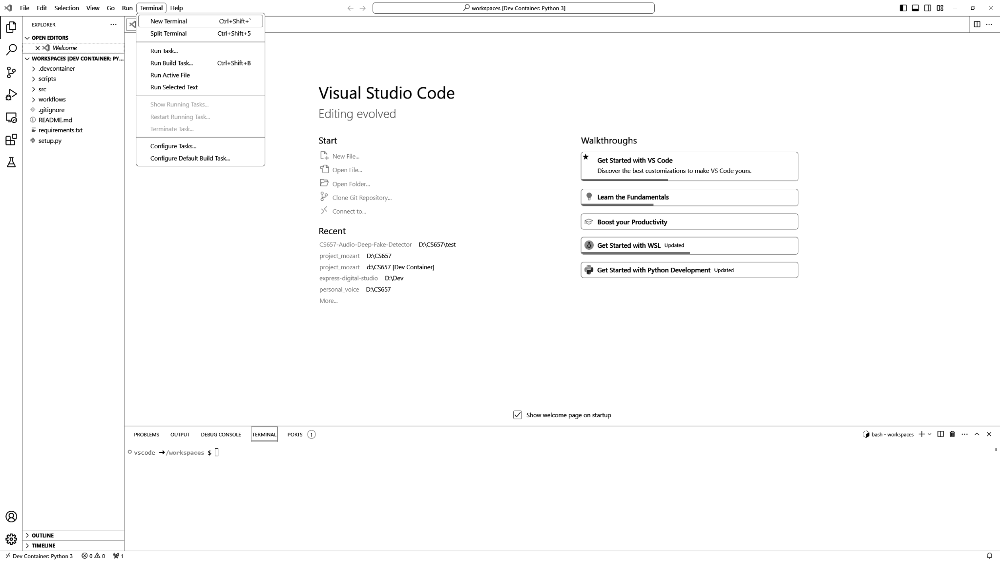 File Edit Selection View Go Run Terminal Help
workspaces [Dev Container: Python 3]
EXPLORER
OPEN EDITORS
Welcome
WORKSPACES [DEV CONTAINER: PY...
.devcontainer
scripts
src
workflows
.gitignore
README.md
requirements.txt
setup.py
OUTLINE
TIMELINE
New Terminal Ctrl+Shift+`
Split Terminal Ctrl+Shift+5
Run Task...
Run Build Task... Ctrl+Shift+B
Run Active File
Run Selected Text
Show Running Tasks...
Restart Running Task...
Terminate Task...
Configure Tasks...
Configure Default Build Task...
Visual Studio Code
Editing evolved
Start
New File...
Open File...
Open Folder...
Clone Git Repository...
Connect to...
Recent
CS657-Audio-Deep-Fake-Detector D:\CS657\test
project_mozart D:\CS657
project_mozart d:\CS657 [Dev Container]
express-digital-studio D:\Dev
personal_voice D:\CS657
More...
Walkthroughs
Get Started with VS Code
Discover the best customizations to make VS Code yours.
Learn the Fundamentals
Boost your Productivity
Get Started with WSL Updated
Get Started with Python Development Updated
Show welcome page on startup
PROBLEMS OUTPUT DEBUG CONSOLE TERMINAL PORTS 1
bash - workspaces
vscode ➜ /workspaces $
Dev Container: Python 3 0 0 1